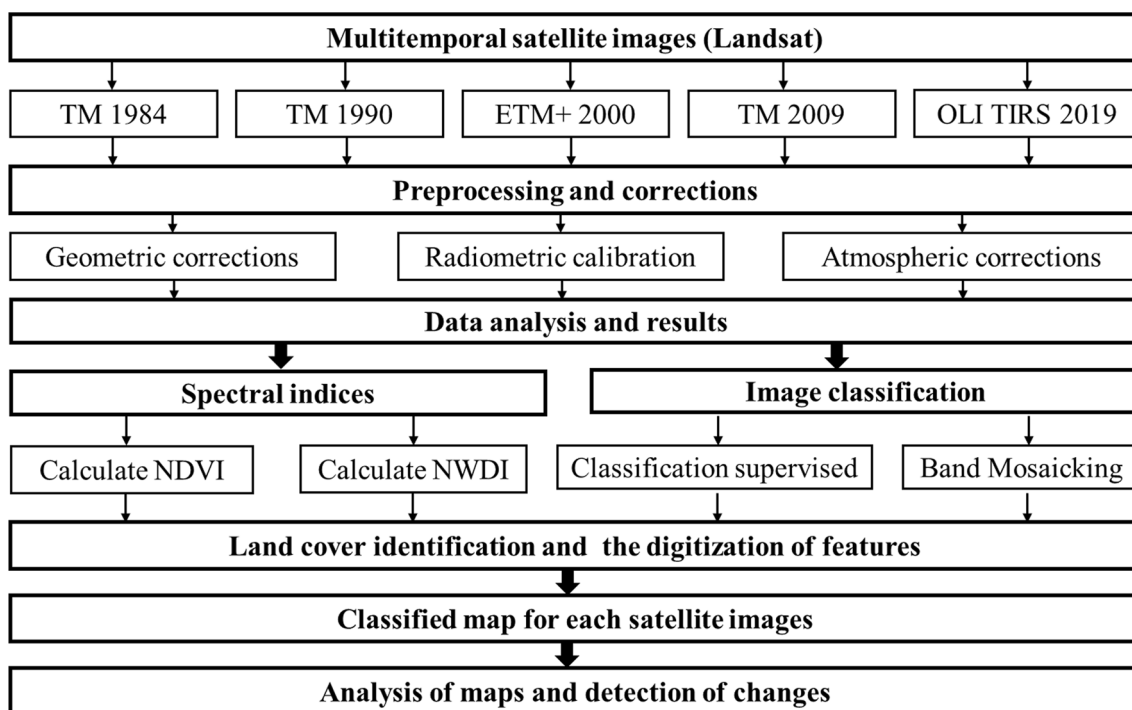 Multitemporal satellite images (Landsat)
TM 1984
TM 1990
ETM+ 2000
TM 2009
OLI TIRS 2019
Preprocessing and corrections
Geometric corrections
Radiometric calibration
Atmospheric corrections
Data analysis and results
Spectral indices
Image classification
Calculate NDVI
Calculate NWDI
Classification supervised
Band Mosaicking
Land cover identification and  the digitization of features
Classified map for each satellite images
Analysis of maps and detection of changes